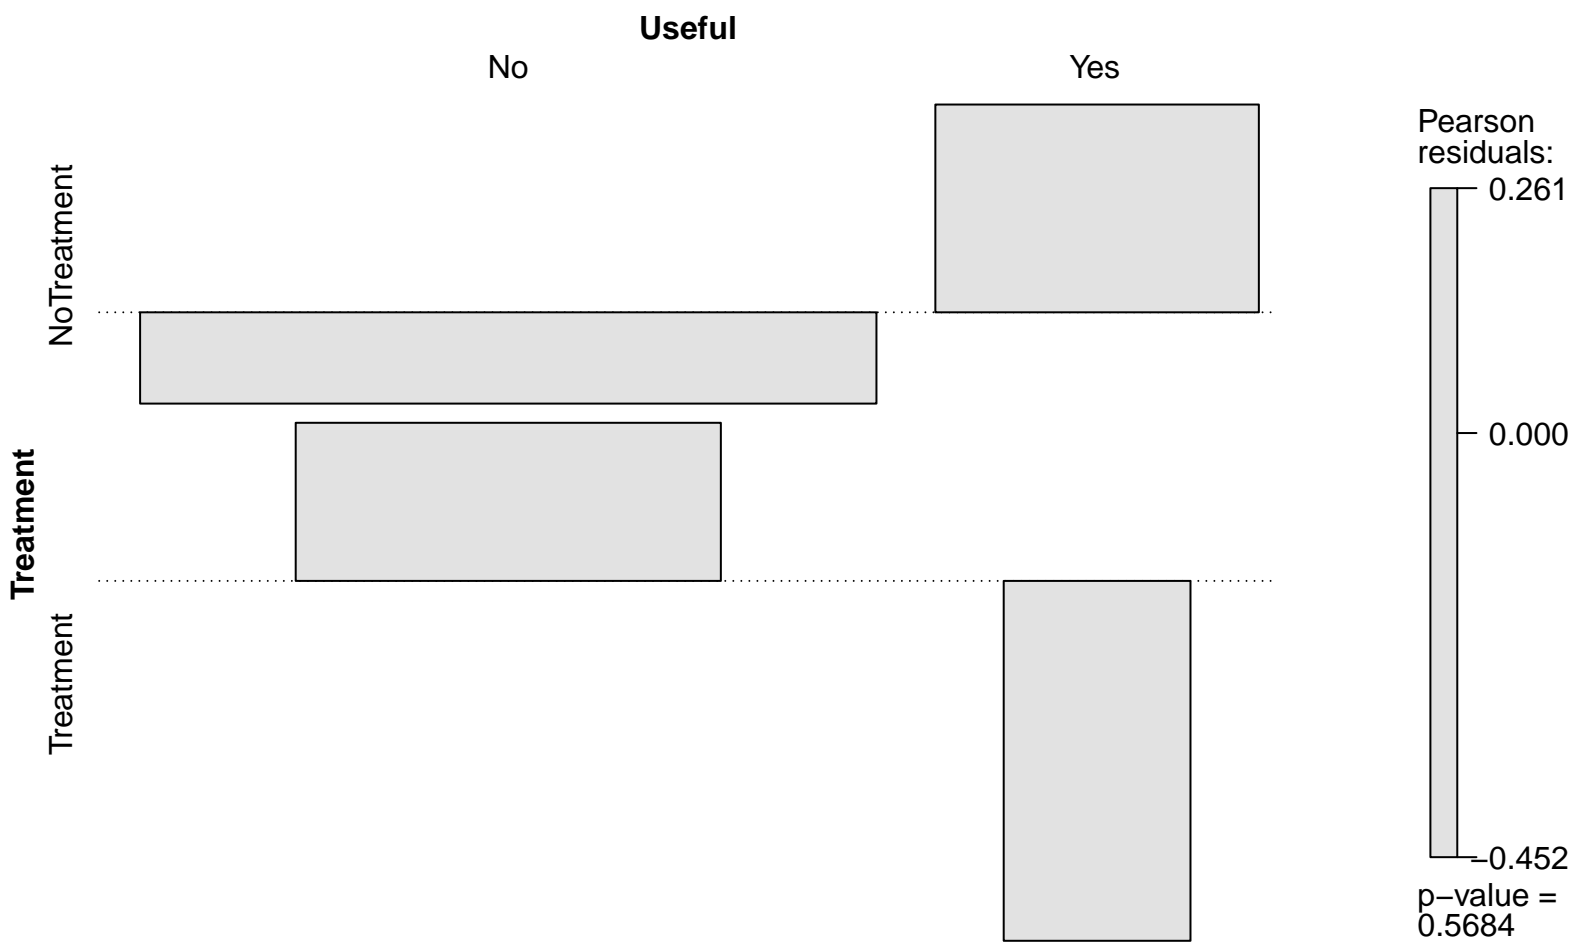 Useful
No
Yes
Treatment
NoTreatment
Treatment
Pearson
residuals:
0.261
0.000
−0.452
p−value =
0.5684